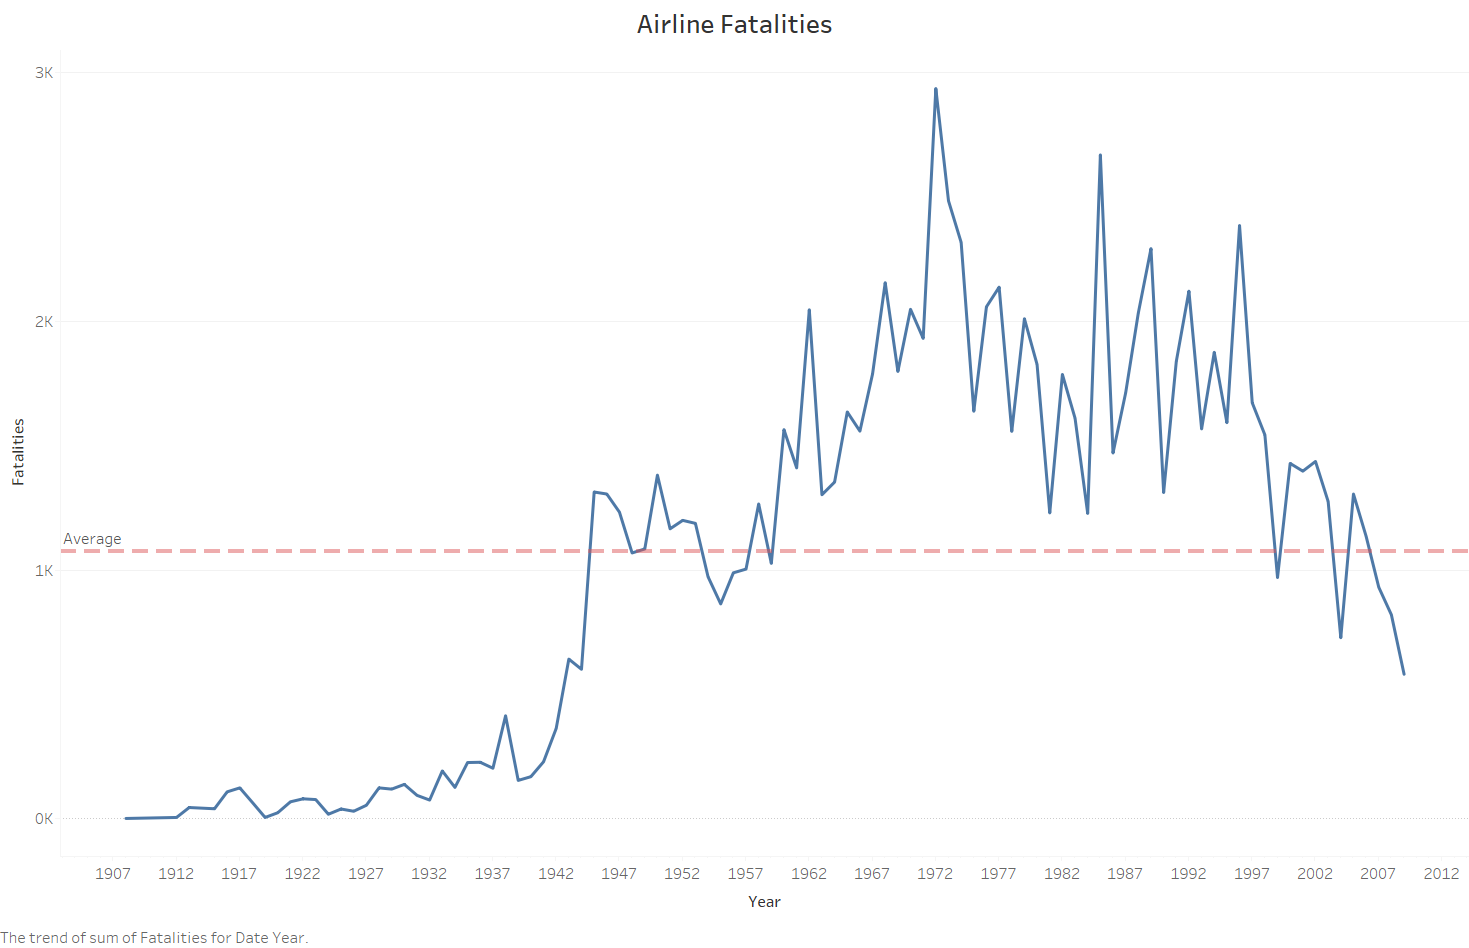 Airline Fatalities
3K
2K
Average
1K
0K
Fatalities
1907 1912 1917 1922 1927 1932 1937 1942 1947 1952 1957 1962 1967 1972 1977 1982 1987 1992 1997 2002 2007 2012
Year
The trend of sum of Fatalities for Date Year.